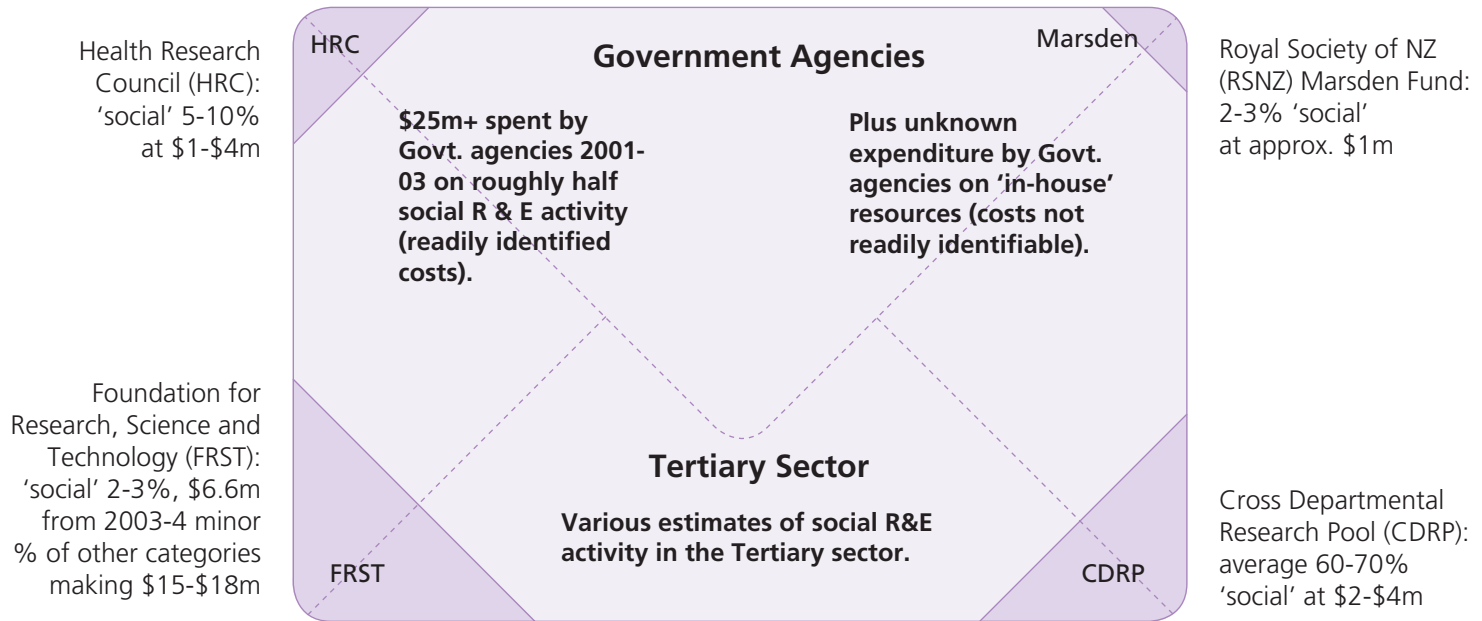 Health Research
Council (HRC):
‘social’ 5-10%
at $1-$4m
HRC
Government Agencies
Marsden
Royal Society of NZ
(RSNZ) Marsden Fund:
2-3% ‘social’
at approx. $1m
$25m+ spent by
Govt. agencies 2001-
03 on roughly half
social R & E activity
(readily identified
costs).
Plus unknown
expenditure by Govt.
agencies on ‘in-house’
resources (costs not
readily identifiable).
Foundation for
Research, Science and
Technology (FRST):
‘social’ 2-3%, $6.6m
from 2003-4 minor
% of other categories
making $15-$18m
FRST
Tertiary Sector
Various estimates of social R&E
activity in the Tertiary sector.
CDRP
Cross Departmental
Research Pool (CDRP):
average 60-70%
‘social’ at $2-$4m